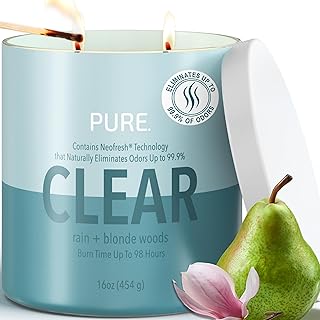 ELIMINATES UP TO
99.9% OF ODORS
PURE.
Contains Neofresh® Technology
that Naturally Eliminates Odors Up to 99.9%
CLEAR
rain + blonde woods
Burn Time Up To 98 Hours
16oz (454 g)